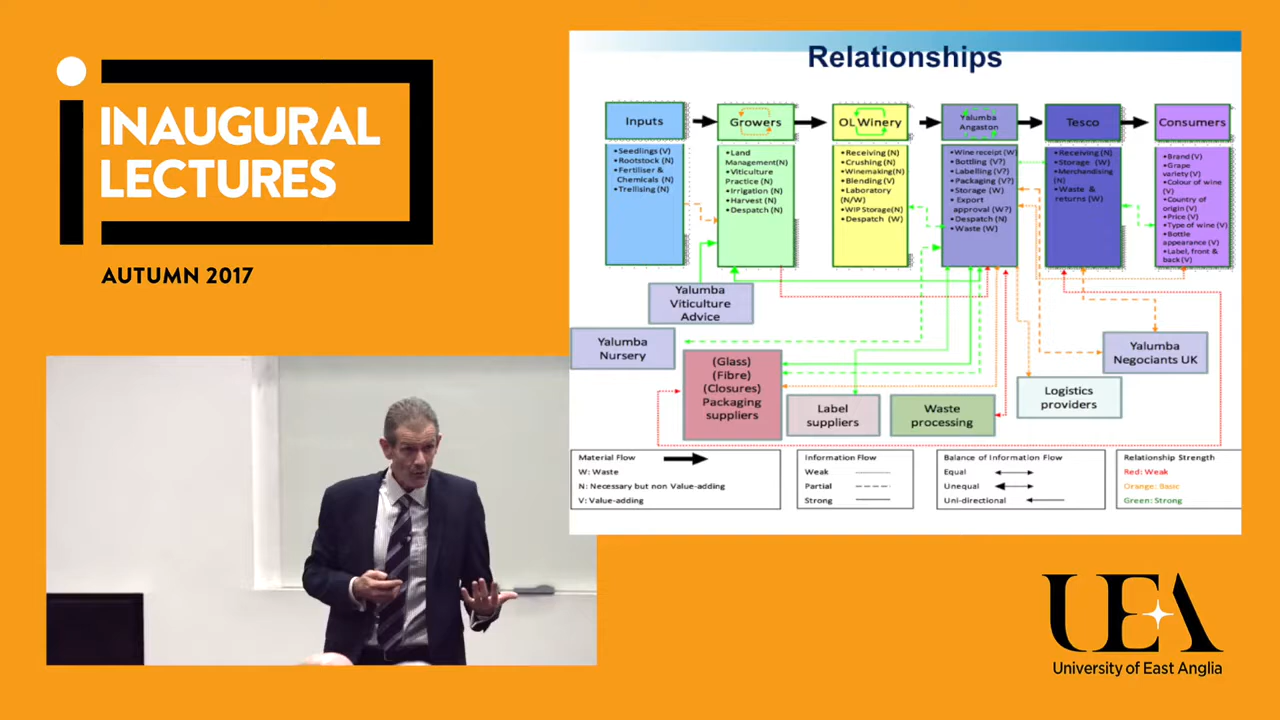 INAUGURAL
LECTURES
AUTUMN 2017
Relationships
Inputs
•Seedlings (V)
•Rootstock (N)
•Fertiliser &
Chemicals (N)
•Trellising (N)
Growers
•Land
Management(N)
•Viticulture
Practice (N)
•Irrigation (N)
•Harvest (N)
•Despatch (N)
OL Winery
•Receiving (N)
•Crushing (N)
•Winemaking(N)
•Blending (V)
•Laboratory
(N/W)
•WIP Storage(N)
•Despatch (W)
Yalumba
Angaston
•Wine receipt (W)
•Bottling (V?)
•Labelling (V?)
•Packaging (V?)
•Storage (W)
•Export
approval (W?)
•Despatch (N)
•Waste (W)
Tesco
•Receiving (N)
•Storage (W)
•Merchandising
(N)
•Waste &
returns (W)
Consumers
•Brand (V)
•Grape
variety (V)
•Colour of wine
(V)
•Country of
origin (V)
•Price (V)
•Type of wine (V)
•Bottle
appearance (V)
•Label, front &
back (V)
Yalumba
Viticulture
Advice
Yalumba
Nursery
(Glass)
(Fibre)
(Closures)
Packaging
suppliers
Label
suppliers
Waste
processing
Logistics
providers
Yalumba
Negociants UK
Material Flow
W: Waste
N: Necessary but non Value-adding
V: Value-adding
Information Flow
Weak
Partial
Strong
Balance of Information Flow
Equal
Unequal
Uni-directional
Relationship Strength
Red: Weak
Orange: Basic
Green: Strong
UEA
University of East Anglia